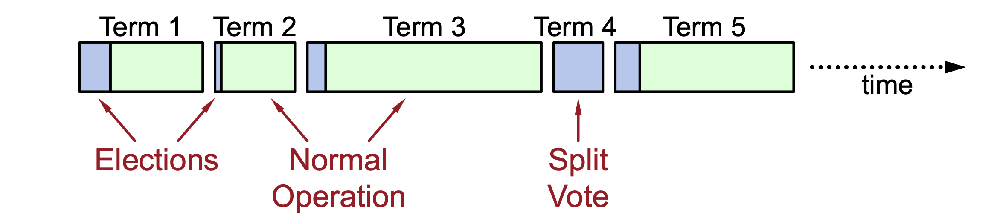 Term 1
Term 2
Term 3
Term 4
Term 5
time
Elections
Normal
Operation
Split
Vote